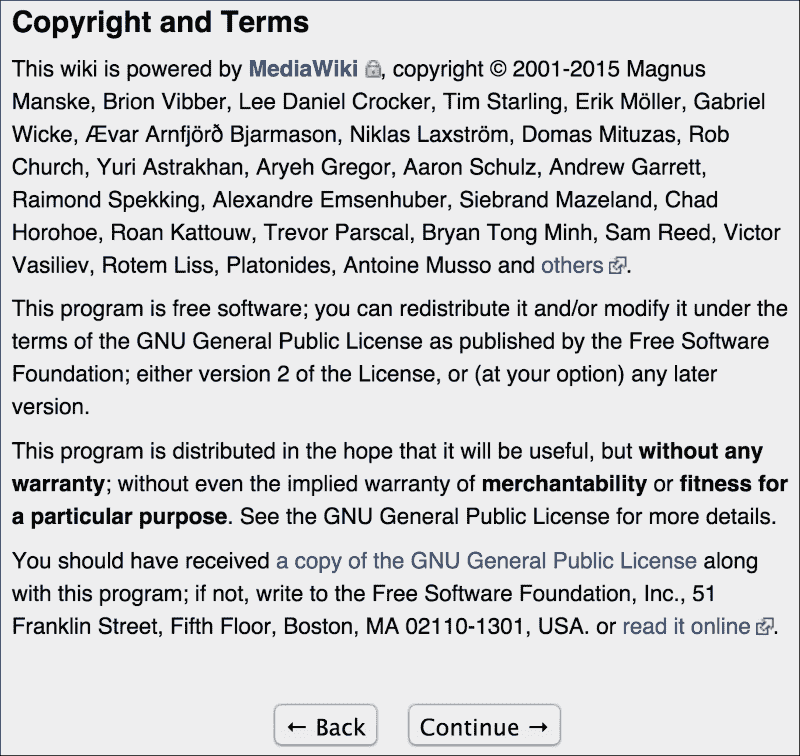 Copyright and Terms
This wiki is powered by MediaWiki, copyright © 2001-2015 Magnus
Manske, Brion Vibber, Lee Daniel Crocker, Tim Starling, Erik Möller, Gabriel
Wicke, Ævar Arnfjörð Bjarmason, Niklas Laxström, Domas Mituzas, Rob
Church, Yuri Astrakhan, Aryeh Gregor, Aaron Schulz, Andrew Garrett,
Raimond Spekking, Alexandre Emsenhuber, Siebrand Mazeland, Chad
Horohoe, Roan Kattouw, Trevor Parscal, Bryan Tong Minh, Sam Reed, Victor
Vasiliev, Rotem Liss, Platonides, Antoine Musso and others.
This program is free software; you can redistribute it and/or modify it under the
terms of the GNU General Public License as published by the Free Software
Foundation; either version 2 of the License, or (at your option) any later
version.
This program is distributed in the hope that it will be useful, but without any
warranty; without even the implied warranty of merchantability or fitness for
a particular purpose. See the GNU General Public License for more details.
You should have received a copy of the GNU General Public License along
with this program; if not, write to the Free Software Foundation, Inc., 51
Franklin Street, Fifth Floor, Boston, MA 02110-1301, USA. or read it online.
← Back Continue →